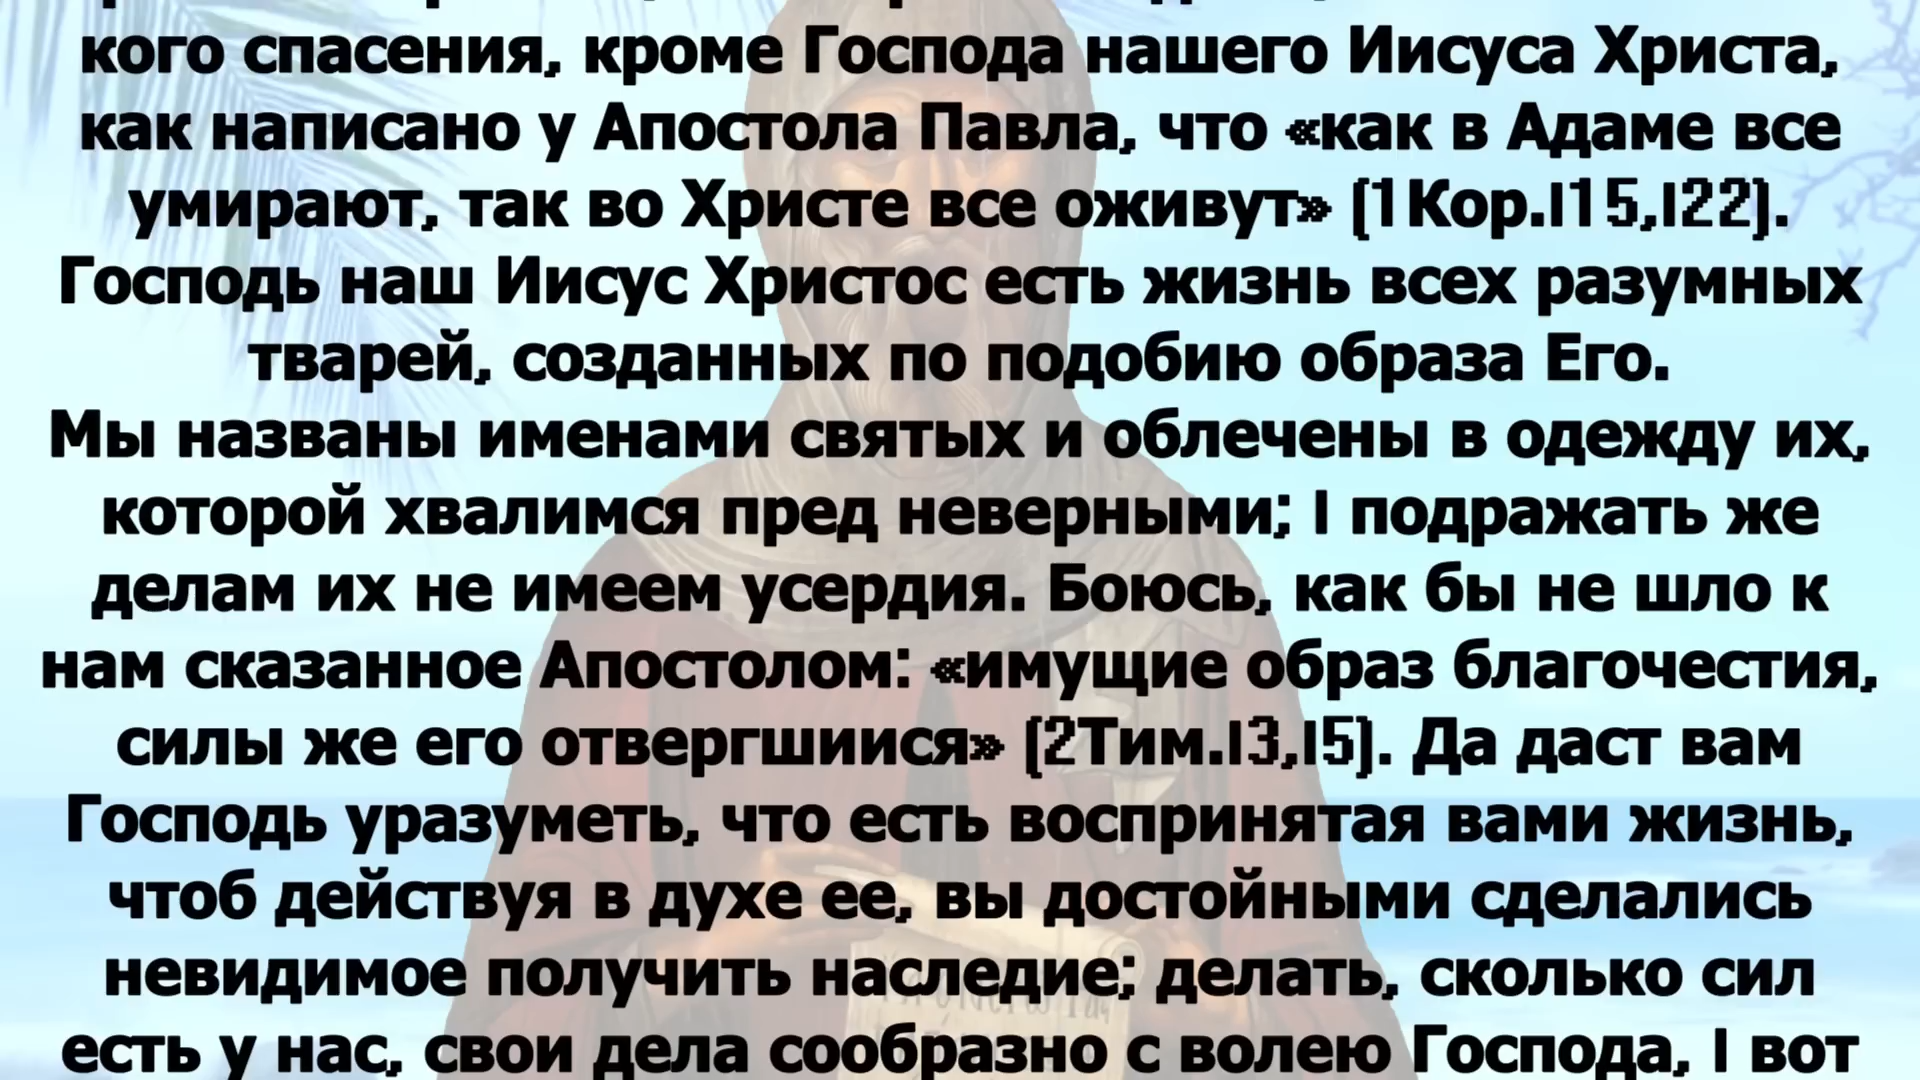 кого спасения, кроме Господа нашего Иисуса Христа,
как написано у Апостола Павла, что «как в Адаме все
умирают, так во Христе все оживут» (1Кор.|15,|22).
Господь наш Иисус Христос есть жизнь всех разумных
тварей, созданных по подобию образа Его.
Мы названы именами святых и облечены в одежду их,
которой хвалимся пред неверными; | подражать же
делам их не имеем усердия. Боюсь, как бы не шло к
нам сказанное Апостолом: «имущие образ благочестия,
силы же его отвергшиися» (2Тим.|3,|5). Да даст вам
Господь уразуметь, что есть воспринятая вами жизнь,
чтоб действуя в духе ее, вы достойными сделались
невидимое получить наследие; делать, сколько сил
есть у нас, свои дела сообразно с волею Господа, | вот